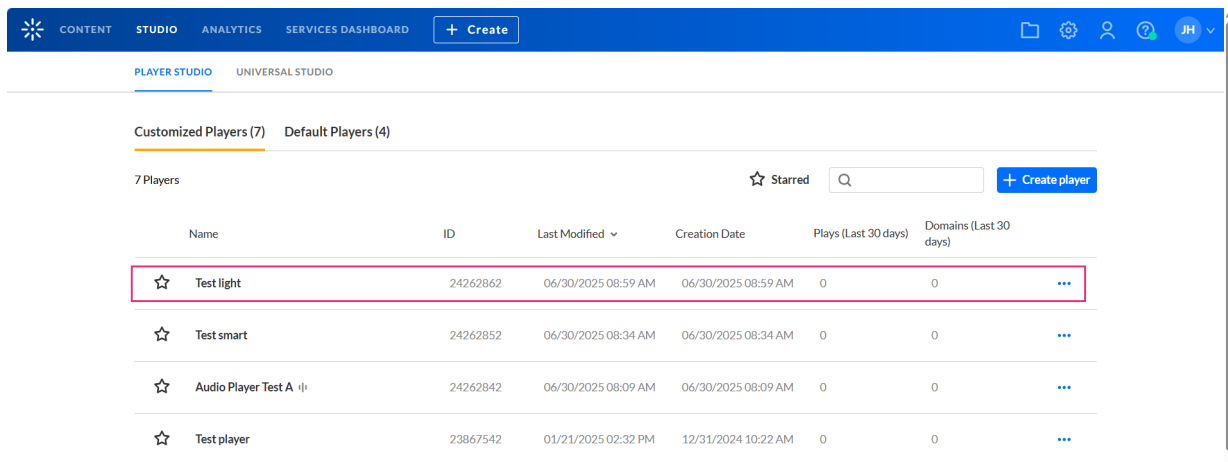 CONTENT STUDIO ANALYTICS SERVICES DASHBOARD + Create JH
PLAYER STUDIO UNIVERSAL STUDIO
Customized Players (7) Default Players (4)
7 Players Starred + Create player
Name ID Last Modified Creation Date Plays (Last 30 days) Domains (Last 30
days)
Test light 24262862 06/30/2025 08:59 AM 06/30/2025 08:59 AM 0 0
Test smart 24262852 06/30/2025 08:34 AM 06/30/2025 08:34 AM 0 0
Audio Player Test A 24262842 06/30/2025 08:09 AM 06/30/2025 08:09 AM 0 0
Test player 23867542 01/21/2025 02:32 PM 12/31/2024 10:22 AM 0 0